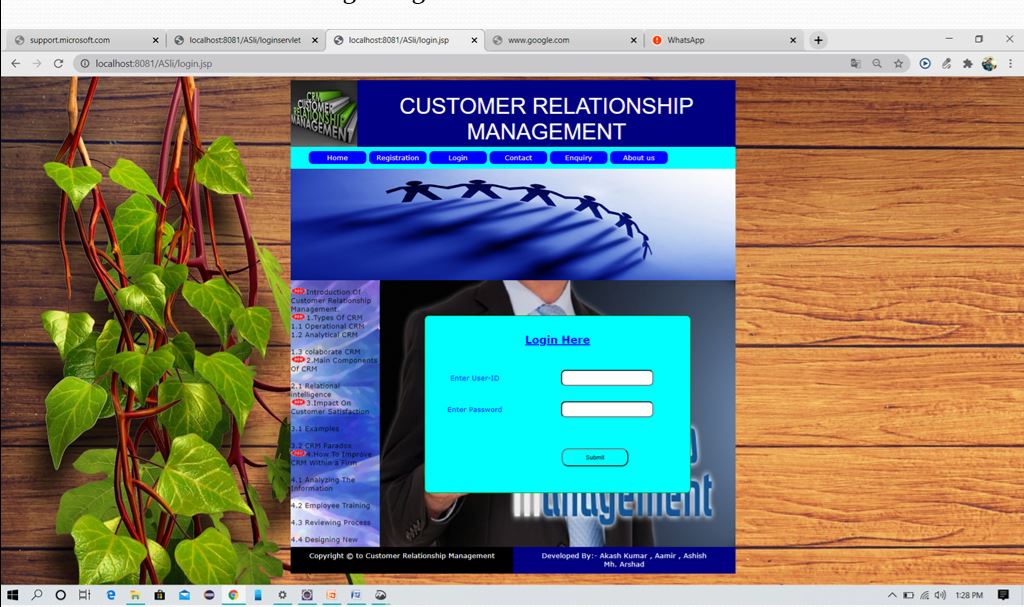 support.microsoft.com
localhost:8081/ASli/loginservlet
localhost:8081/ASli/login.jsp
www.google.com
WhatsApp
localhost:8081/ASli/login.jsp
CRM
CUSTOMER
RELATIONSHIP
MANAGEMENT
CUSTOMER RELATIONSHIP
MANAGEMENT
Home
Registration
Login
Contact
Enquiry
About us
Introduction Of
Customer Relationship
Management.
1.Types Of CRM
1.1 Operational CRM
1.2 Analytical CRM
1.3 colaborate CRM
2.Main Components
Of CRM
2.1 Relational
intelligence
3.Impact On
Customer Satisfaction
3.1 Examples
3.2 CRM Paradox
4.How To Improve
CRM Within a Firm
4.1 Analyzing The
Information
4.2 Employee Training
4.3 Reviewing Process
4.4 Designing New
Login Here
Enter User-ID
Enter Password
Submit
management
Copyright © to Customer Relationship Management
Developed By:- Akash Kumar , Aamir , Ashish
Mh. Arshad
1:28 PM